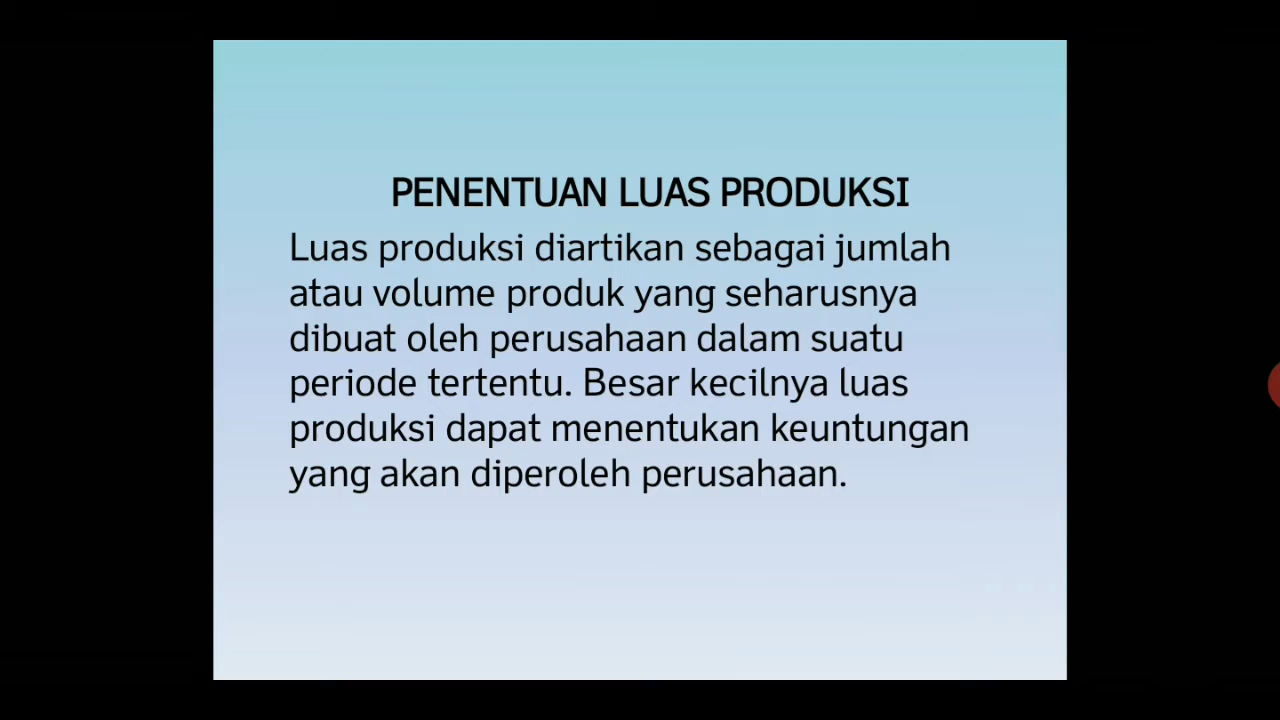 PENENTUAN LUAS PRODUKSI
Luas produksi diartikan sebagai jumlah
atau volume produk yang seharusnya
dibuat oleh perusahaan dalam suatu
periode tertentu. Besar kecilnya luas
produksi dapat menentukan keuntungan
yang akan diperoleh perusahaan.